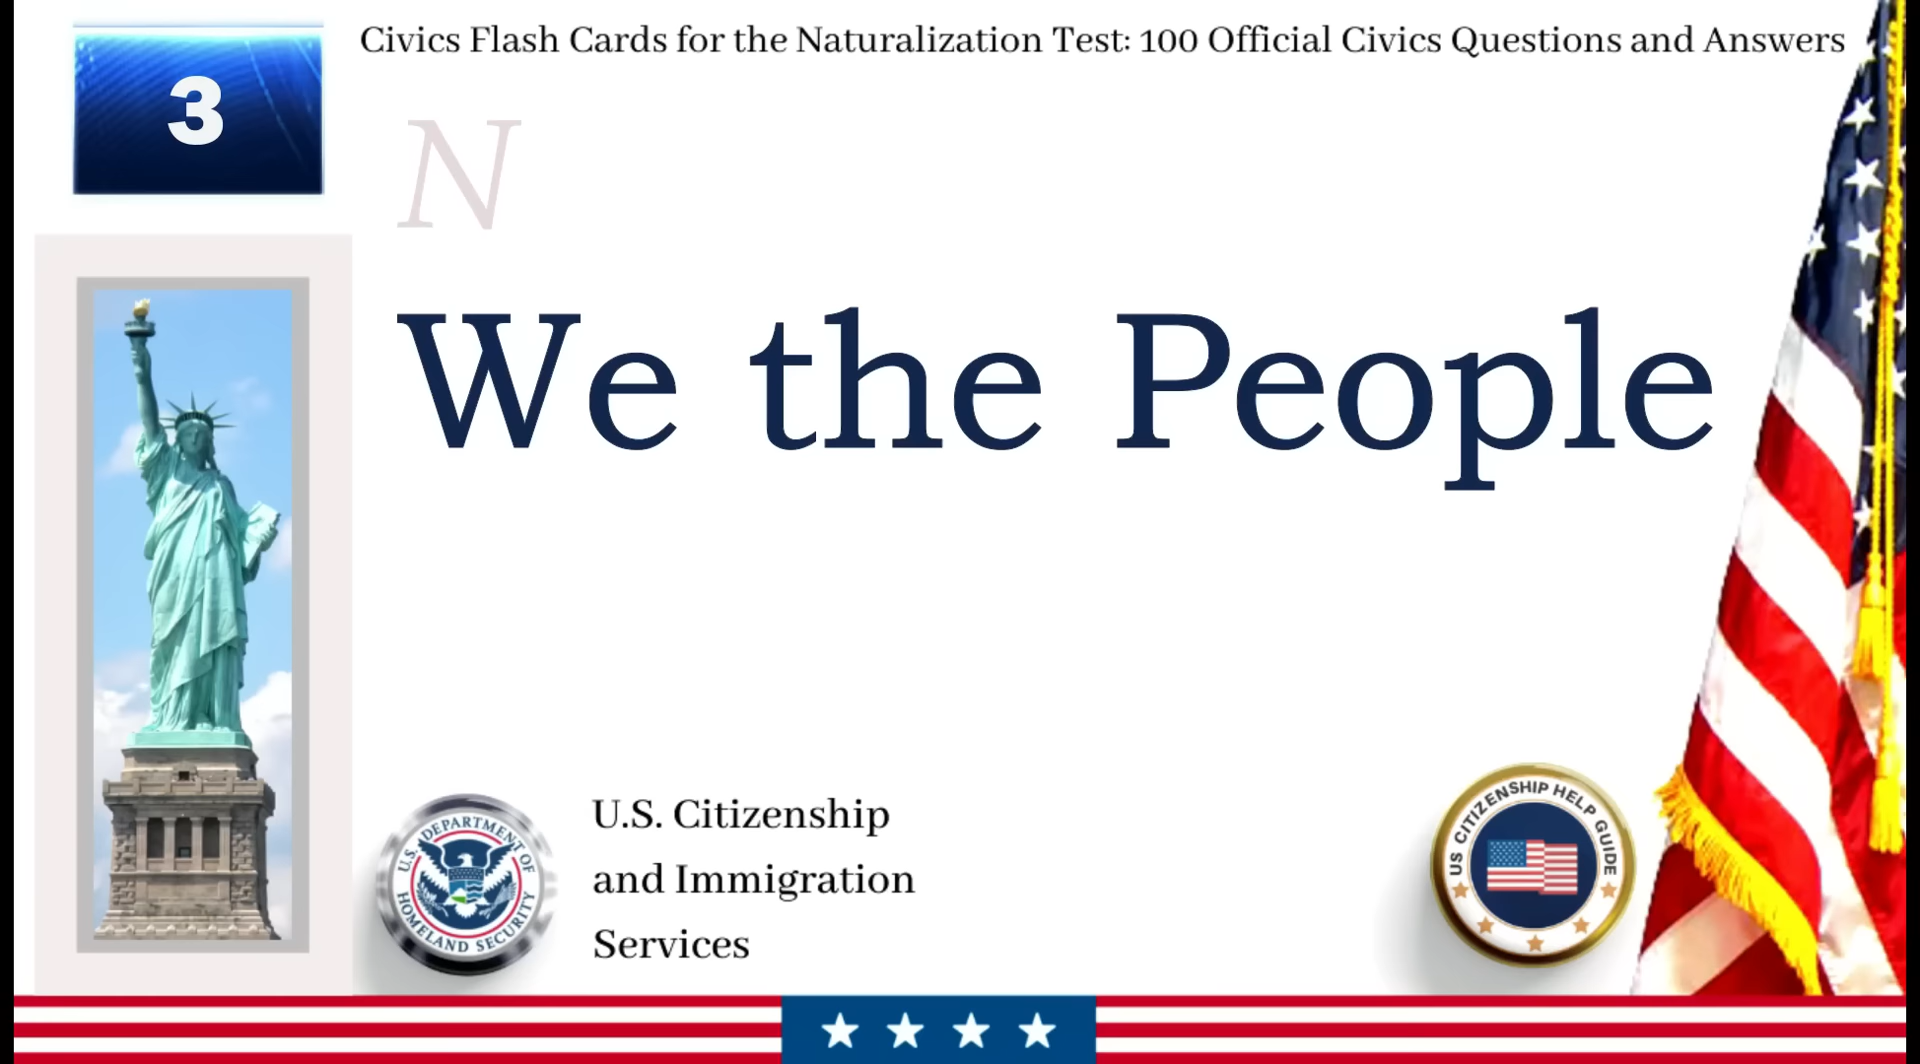 Civics Flash Cards for the Naturalization Test: 100 Official Civics Questions and Answers
3
N
We the People
U.S. DEPARTMENT OF
HOMELAND SECURITY
U.S. Citizenship
and Immigration
Services
US CITIZENSHIP HELP GUIDE